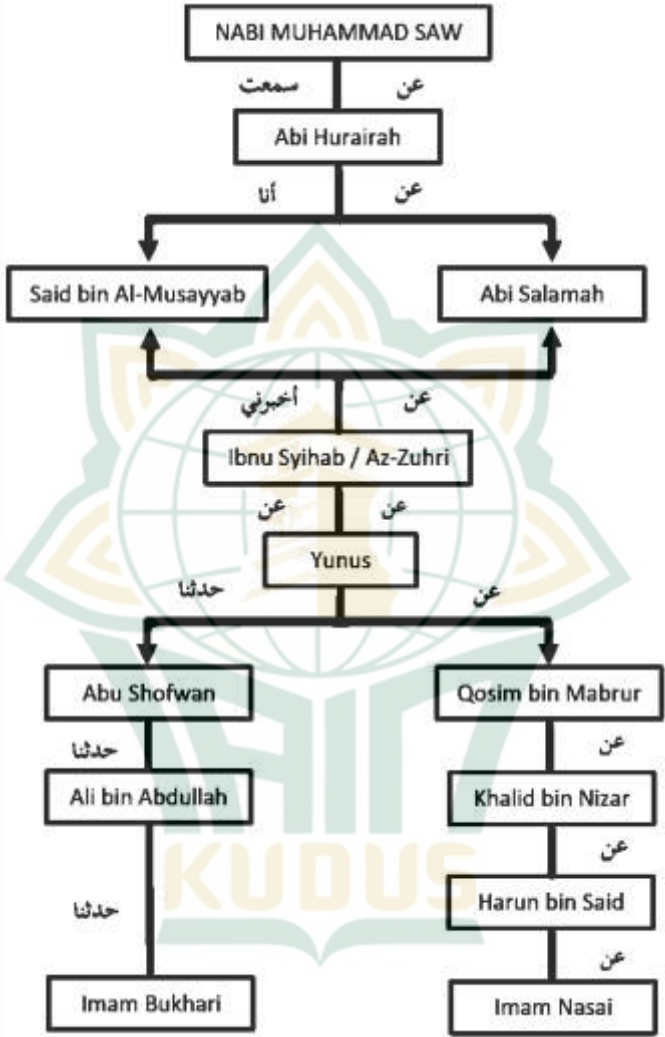 NABI MUHAMMAD SAW
سمعت
عن
Abi Hurairah
أنا
عن
Said bin Al-Musayyab
Abi Salamah
أخبرني
عن
Ibnu Syihab / Az-Zuhri
عن
عن
Yunus
حدثنا
عن
Abu Shofwan
Qosim bin Mabrur
حدثنا
عن
Ali bin Abdullah
Khalid bin Nizar
عن
KUDUS
Harun bin Said
حدثنا
عن
Imam Bukhari
Imam Nasai